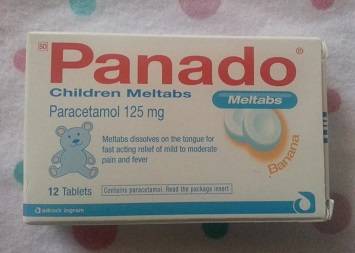 S0
Panado®
Children Meltabs
Meltabs
Paracetamol 125 mg
Meltabs dissolves on the tongue for
fast acting relief of mild to moderate
pain and fever
Banana
12 Tablets
Contains paracetamol. Read the package insert
adcock ingram